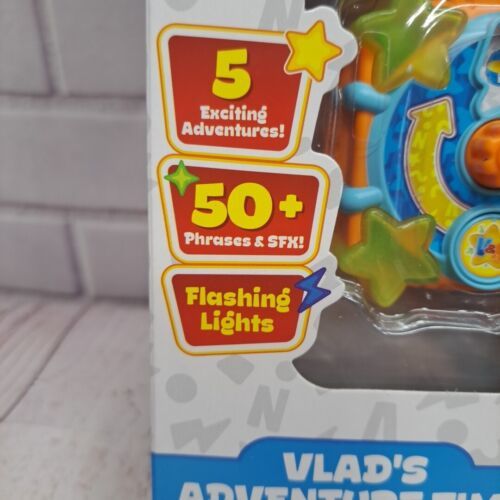 5
Exciting
Adventures!
50+
Phrases & SFX!
Flashing
Lights
VLAD'S